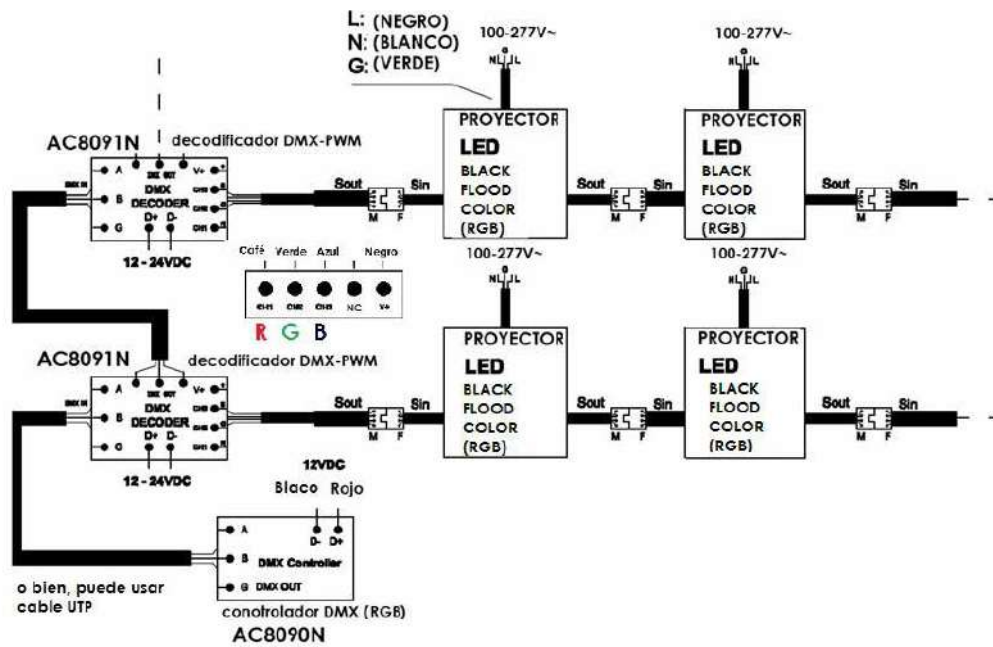 L: (NEGRO)
N: (BLANCO)
G: (VERDE)
100-277V~
G
N L
100-277V~
G
N L
AC8091N
decodificador DMX-PWM
DMX IN
A
B
G
DMX OUT
DMX
DECODER
D+ D-
V+
CH3
CH2
CH1
12 - 24VDC
Sout
M F
Sin
PROYECTOR
LED
BLACK
FLOOD
COLOR
(RGB)
Sout
M F
Sin
PROYECTOR
LED
BLACK
FLOOD
COLOR
(RGB)
Sout
M F
Sin
Café Verde Azul Negro
CH1 CH2 CH3 NC V+
R G B
100-277V~
G
N L
100-277V~
G
N L
AC8091N
decodificador DMX-PWM
DMX IN
A
B
G
DMX OUT
DMX
DECODER
D+ D-
V+
CH1
12 - 24VDC
Sout
M F
Sin
PROYECTOR
LED
BLACK
FLOOD
COLOR
(RGB)
Sout
M F
Sin
PROYECTOR
LED
BLACK
FLOOD
COLOR
(RGB)
Sout
M F
Sin
12VDC
Blaco Rojo
D- D+
A
B
G
DMX Controller
DMX OUT
o bien, puede usar
cable UTP
conotrolador DMX (RGB)
AC8090N